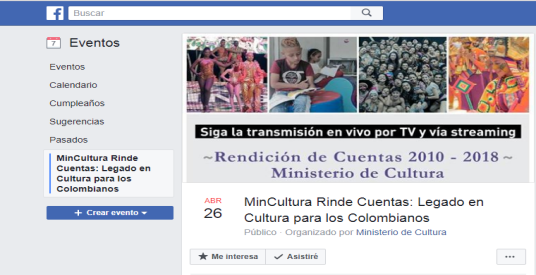 Buscar
7 Eventos
Eventos
Calendario
Cumpleaños
Sugerencias
Pasados
MinCultura Rinde
Cuentas: Legado en
Cultura para los
Colombianos
+ Crear evento
Siga la transmisión en vivo por TV y vía streaming
~Rendición de Cuentas 2010 - 2018~
Ministerio de Cultura
ABR
26
MinCultura Rinde Cuentas: Legado en
Cultura para los Colombianos
Público · Organizado por Ministerio de Cultura
Me interesa
Asistiré